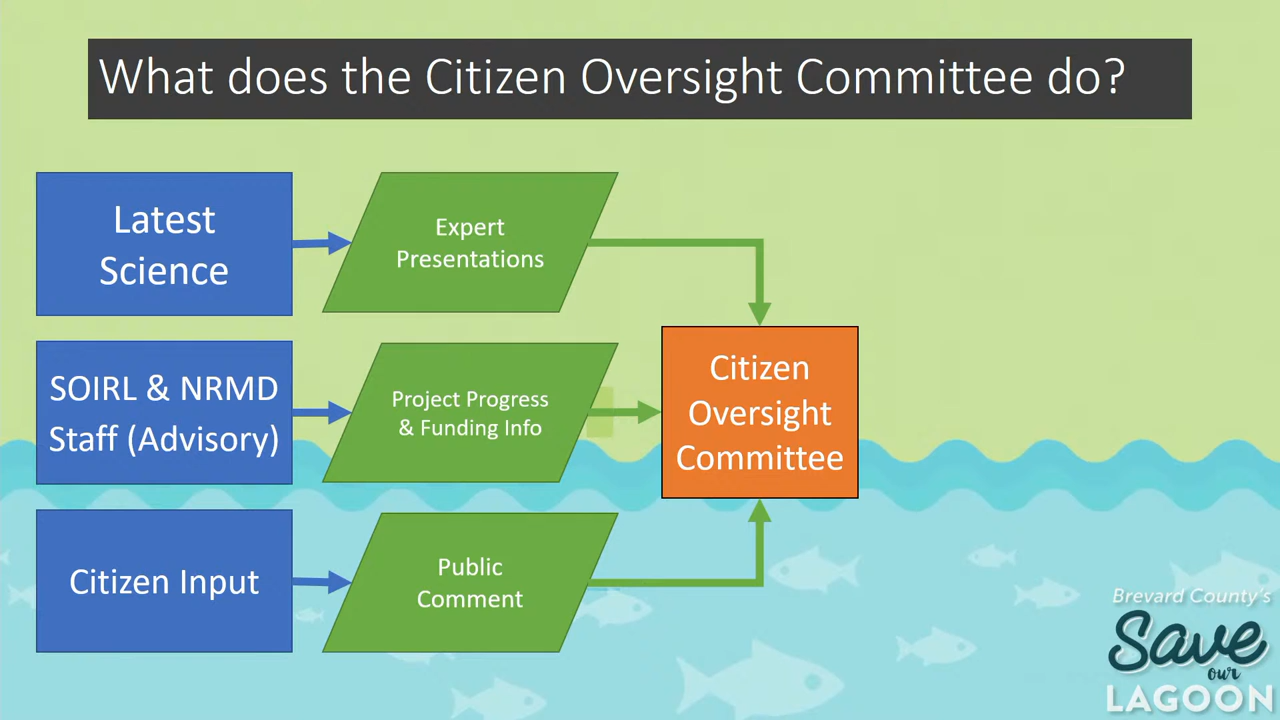 What does the Citizen Oversight Committee do?
Latest
Science
Expert
Presentations
SOIRL & NRMD
Staff (Advisory)
Project Progress
& Funding Info
Citizen
Oversight
Committee
Citizen Input
Public
Comment
Brevard County's
Save
our
LAGOON